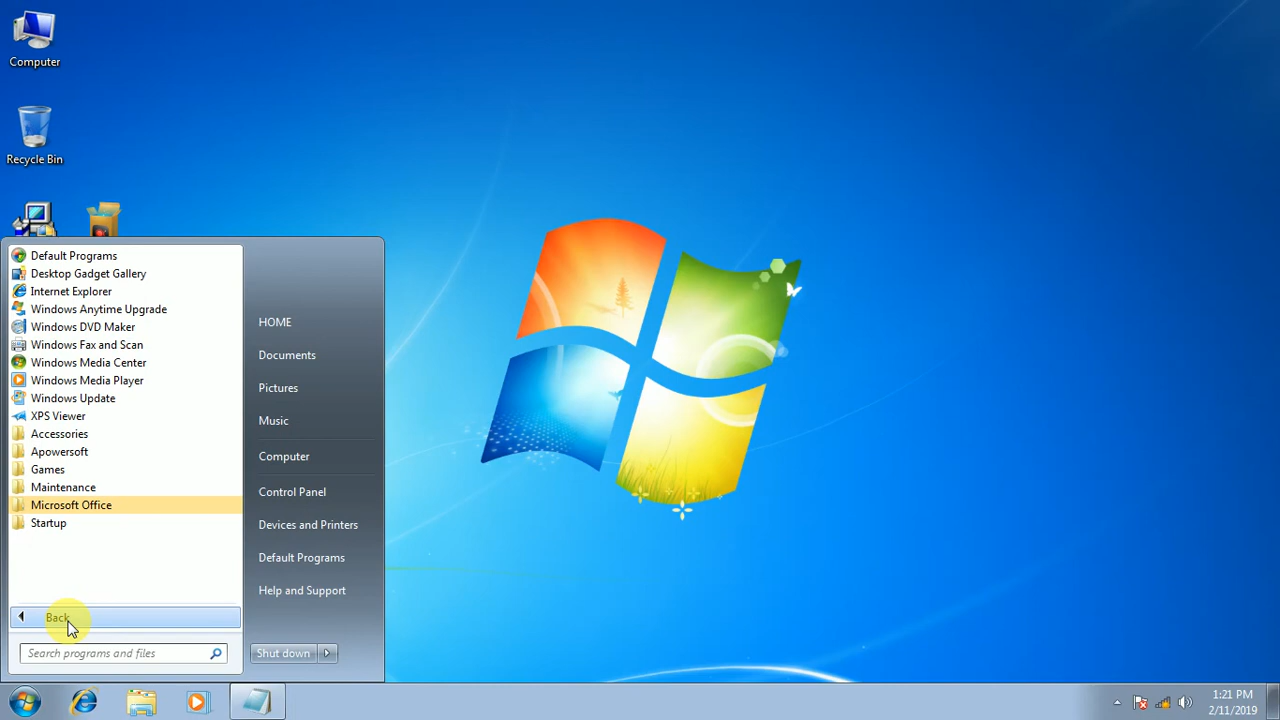 Computer
Recycle Bin
Default Programs
Desktop Gadget Gallery
Internet Explorer
Windows Anytime Upgrade
Windows DVD Maker
Windows Fax and Scan
Windows Media Center
Windows Media Player
Windows Update
XPS Viewer
Accessories
Apowersoft
Games
Maintenance
Microsoft Office
Startup
Back
Search programs and files
HOME
Documents
Pictures
Music
Computer
Control Panel
Devices and Printers
Default Programs
Help and Support
Shut down
1:21 PM
2/11/2019